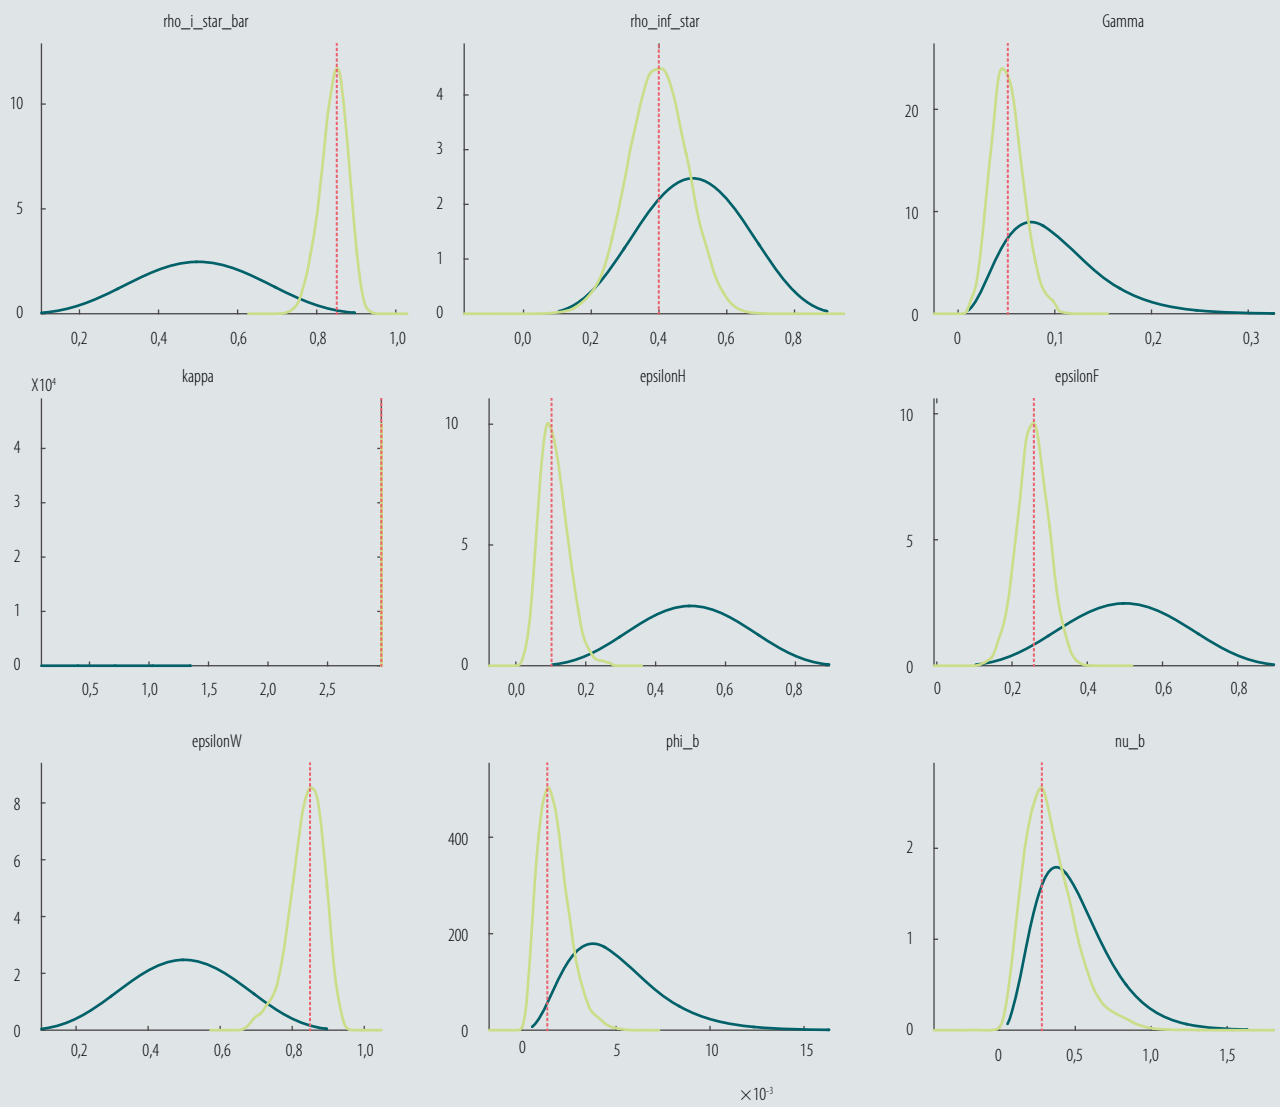 rho_i_star_bar
10
5
0
0,2 0,4 0,6 0,8 1,0
rho_inf_star
4
3
2
1
0
0,0 0,2 0,4 0,6 0,8
Gamma
20
10
0
0 0,1 0,2 0,3
kappa
X10⁴
4
3
2
1
0
0,5 1,0 1,5 2,0 2,5
epsilonH
10
5
0
0,0 0,2 0,4 0,6 0,8
epsilonF
10
5
0
0 0,2 0,4 0,6 0,8
epsilonW
8
6
4
2
0
0,2 0,4 0,6 0,8 1,0
phi_b
400
200
0
0 5 10 15
×10⁻³
nu_b
2
1
0
0 0,5 1,0 1,5